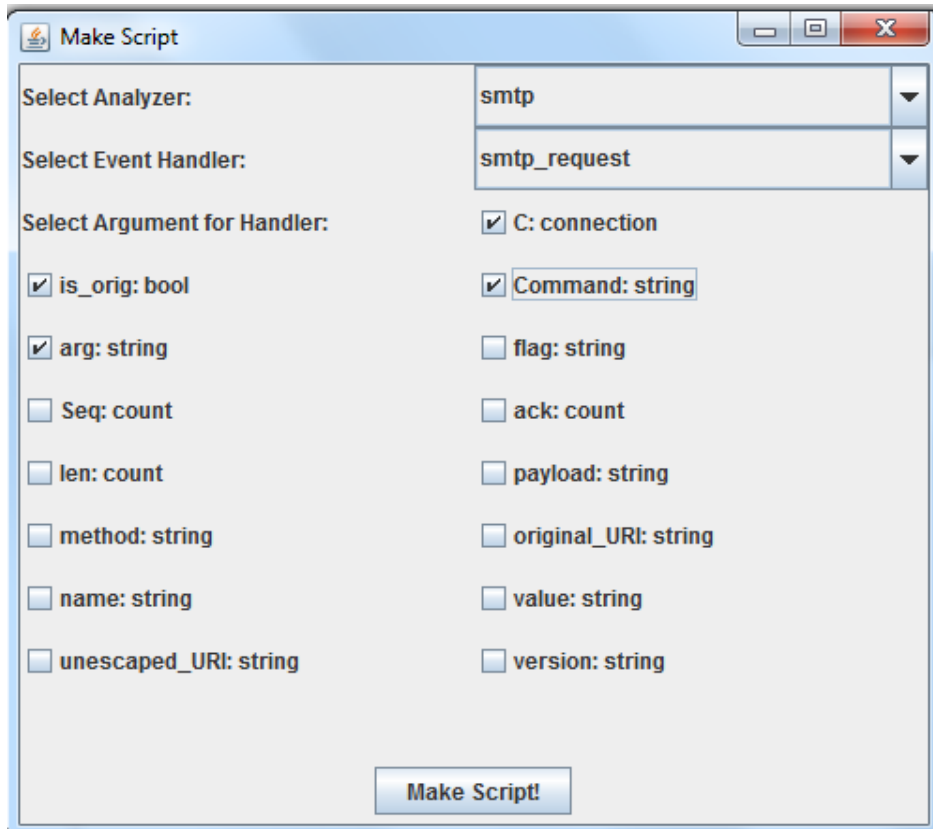 Make Script
Select Analyzer: smtp
Select Event Handler: smtp_request
Select Argument for Handler: C: connection
is_orig: bool Command: string
arg: string flag: string
Seq: count ack: count
len: count payload: string
method: string original_URI: string
name: string value: string
unescaped_URI: string version: string
Make Script!